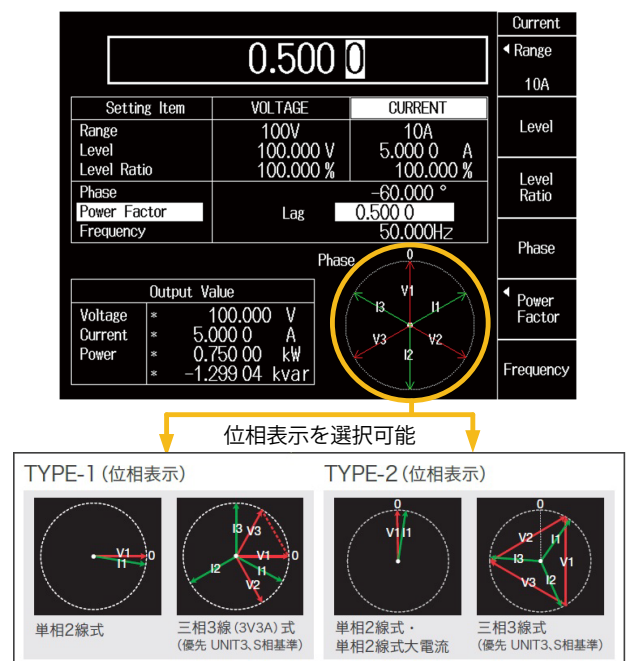 Current
0.500 0
Range
10A
Setting Item VOLTAGE CURRENT
Range 100V 10A
Level 100.000 V 5.000 0 A
Level Ratio 100.000 % 100.000 %
Phase -60.000 °
Power Factor Lag 0.500 0
Frequency 50.000Hz
Level
Level
Ratio
Phase
Power
Factor
Frequency
Phase
0
V1
I3 I1
V3 V2
I2
Output Value
Voltage * 100.000 V
Current * 5.000 0 A
Power * 0.750 00 kW
* -1.299 04 kvar
位相表示を選択可能
TYPE-1(位相表示)
V1 0
I1
単相2線式
I3 V3
V1 0
I2 I1
V2
三相3線(3V3A)式
(優先 UNIT3、S相基準)
TYPE-2(位相表示)
0
V1 I1
単相2線式・
単相2線式大電流
0
V2 I1
I3 V1
V3 I2
三相3線式
(優先 UNIT3、S相基準)